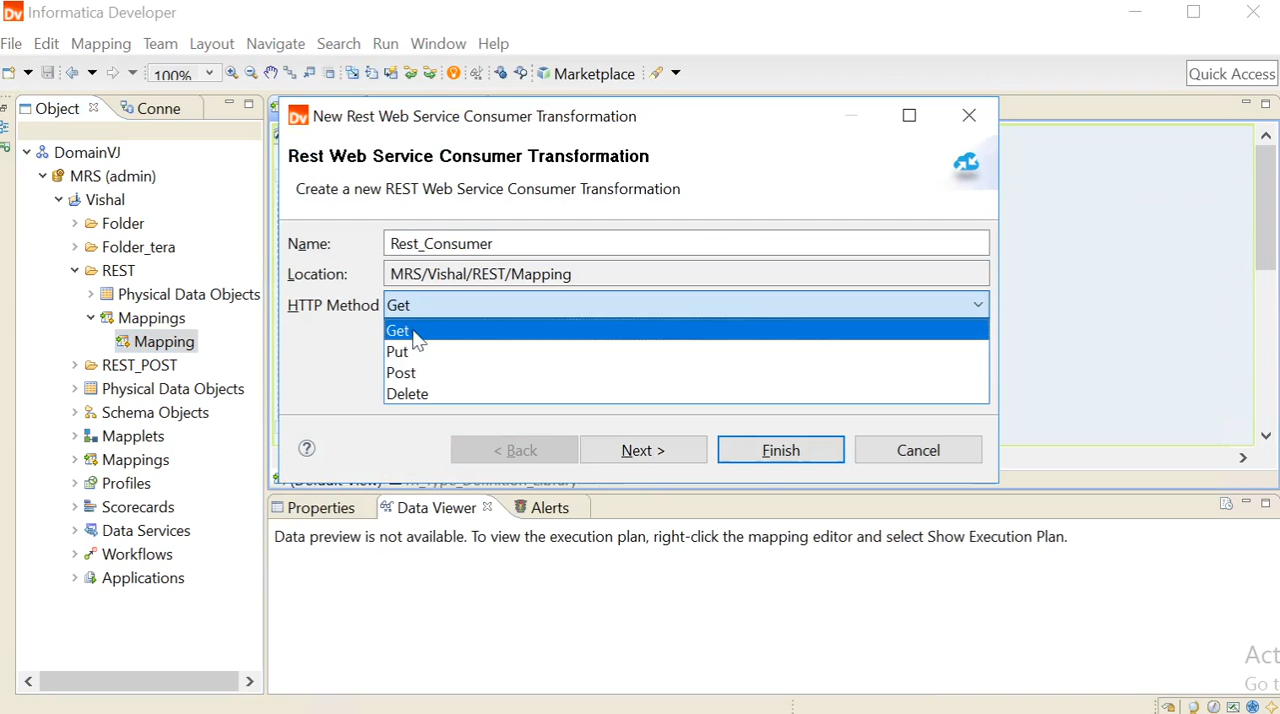 Dv Informatica Developer
File Edit Mapping Team Layout Navigate Search Run Window Help
100% Marketplace Quick Access
Object Conne
DomainVJ
MRS (admin)
Vishal
Folder
Folder_tera
REST
Physical Data Objects
Mappings
Mapping
REST_POST
Physical Data Objects
Schema Objects
Mapplets
Mappings
Profiles
Scorecards
Data Services
Workflows
Applications
Dv New Rest Web Service Consumer Transformation
Rest Web Service Consumer Transformation
Create a new REST Web Service Consumer Transformation
Name: Rest_Consumer
Location: MRS/Vishal/REST/Mapping
HTTP Method Get
Get
Put
Post
Delete
? < Back Next > Finish Cancel
Properties Data Viewer Alerts
Data preview is not available. To view the execution plan, right-click the mapping editor and select Show Execution Plan.
Act
Go t